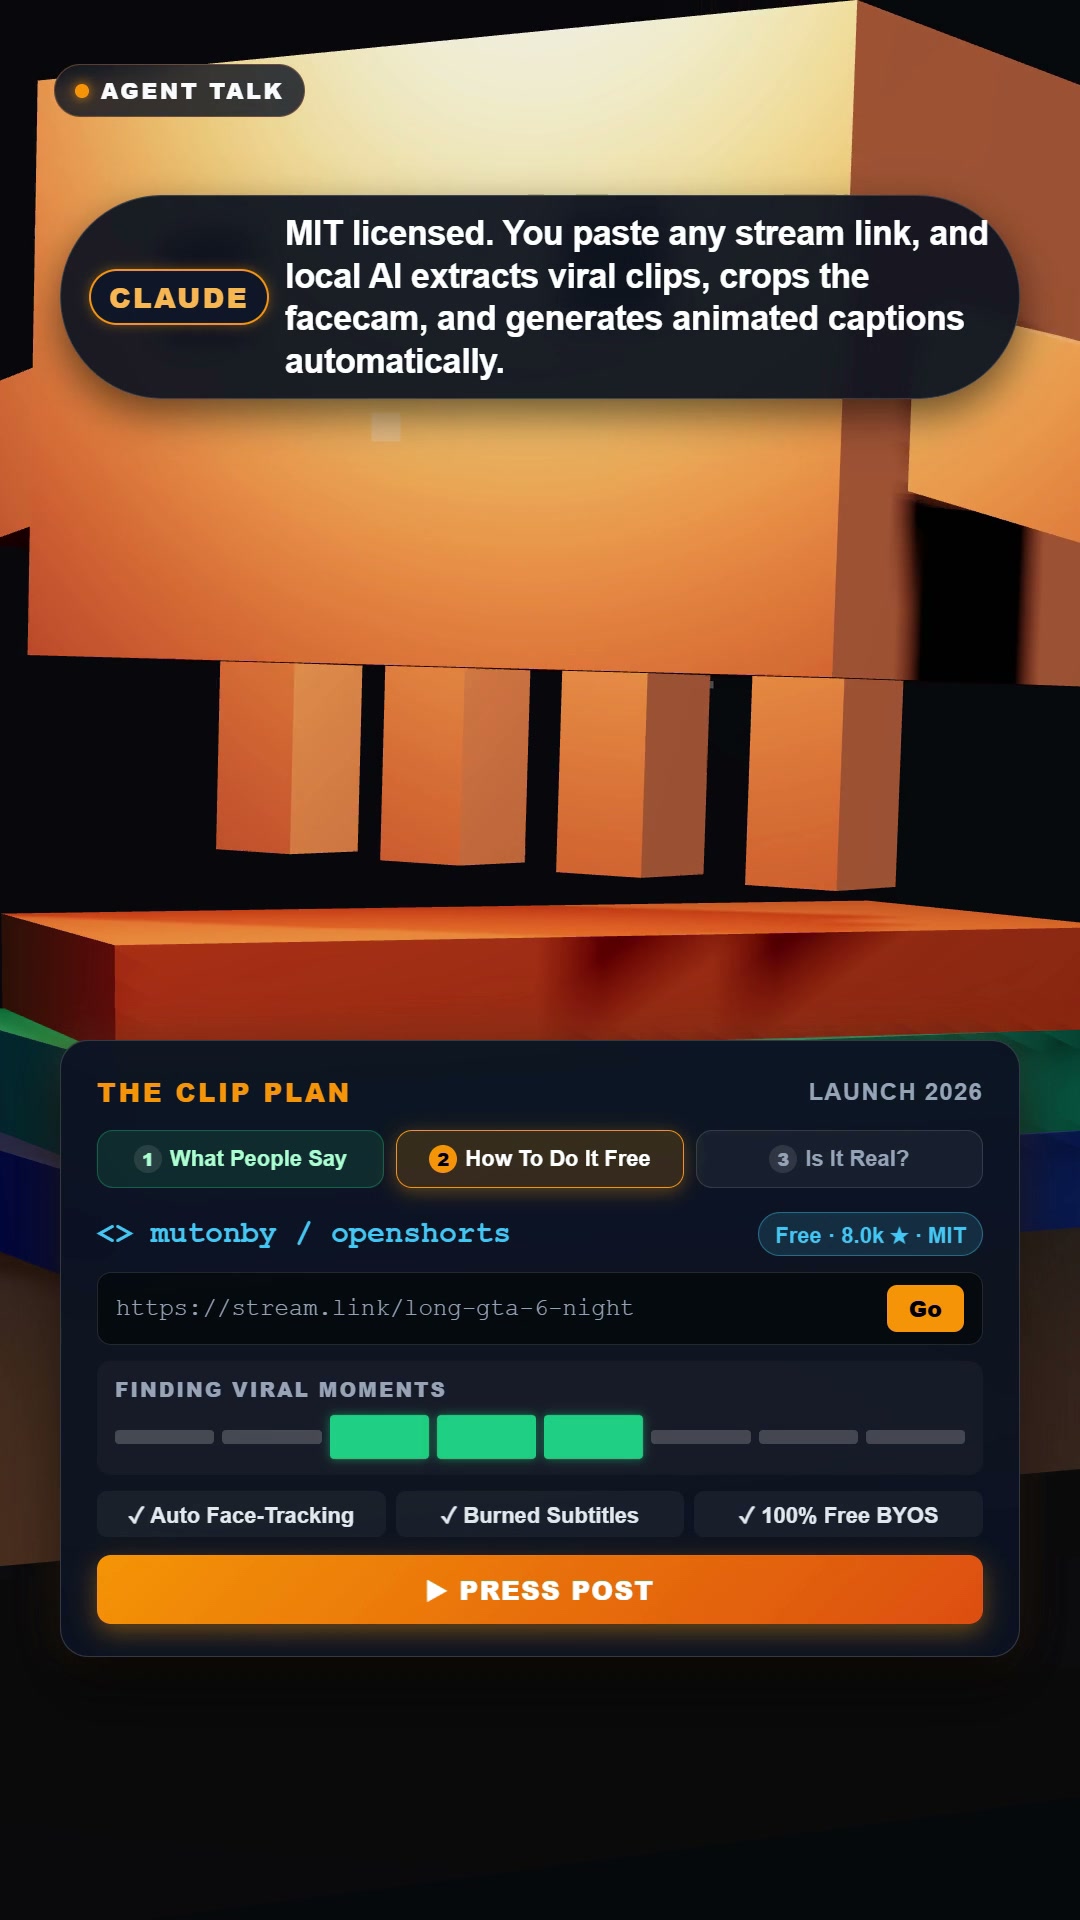 AGENT TALK
CLAUDE
MIT licensed. You paste any stream link, and
local AI extracts viral clips, crops the
facecam, and generates animated captions
automatically.
THE CLIP PLAN
LAUNCH 2026
1 What People Say
2 How To Do It Free
3 Is It Real?
<> mutonby / openshorts
Free · 8.0k ★ · MIT
https://stream.link/long-gta-6-night
Go
FINDING VIRAL MOMENTS
✓ Auto Face-Tracking
✓ Burned Subtitles
✓ 100% Free BYOS
▶ PRESS POST